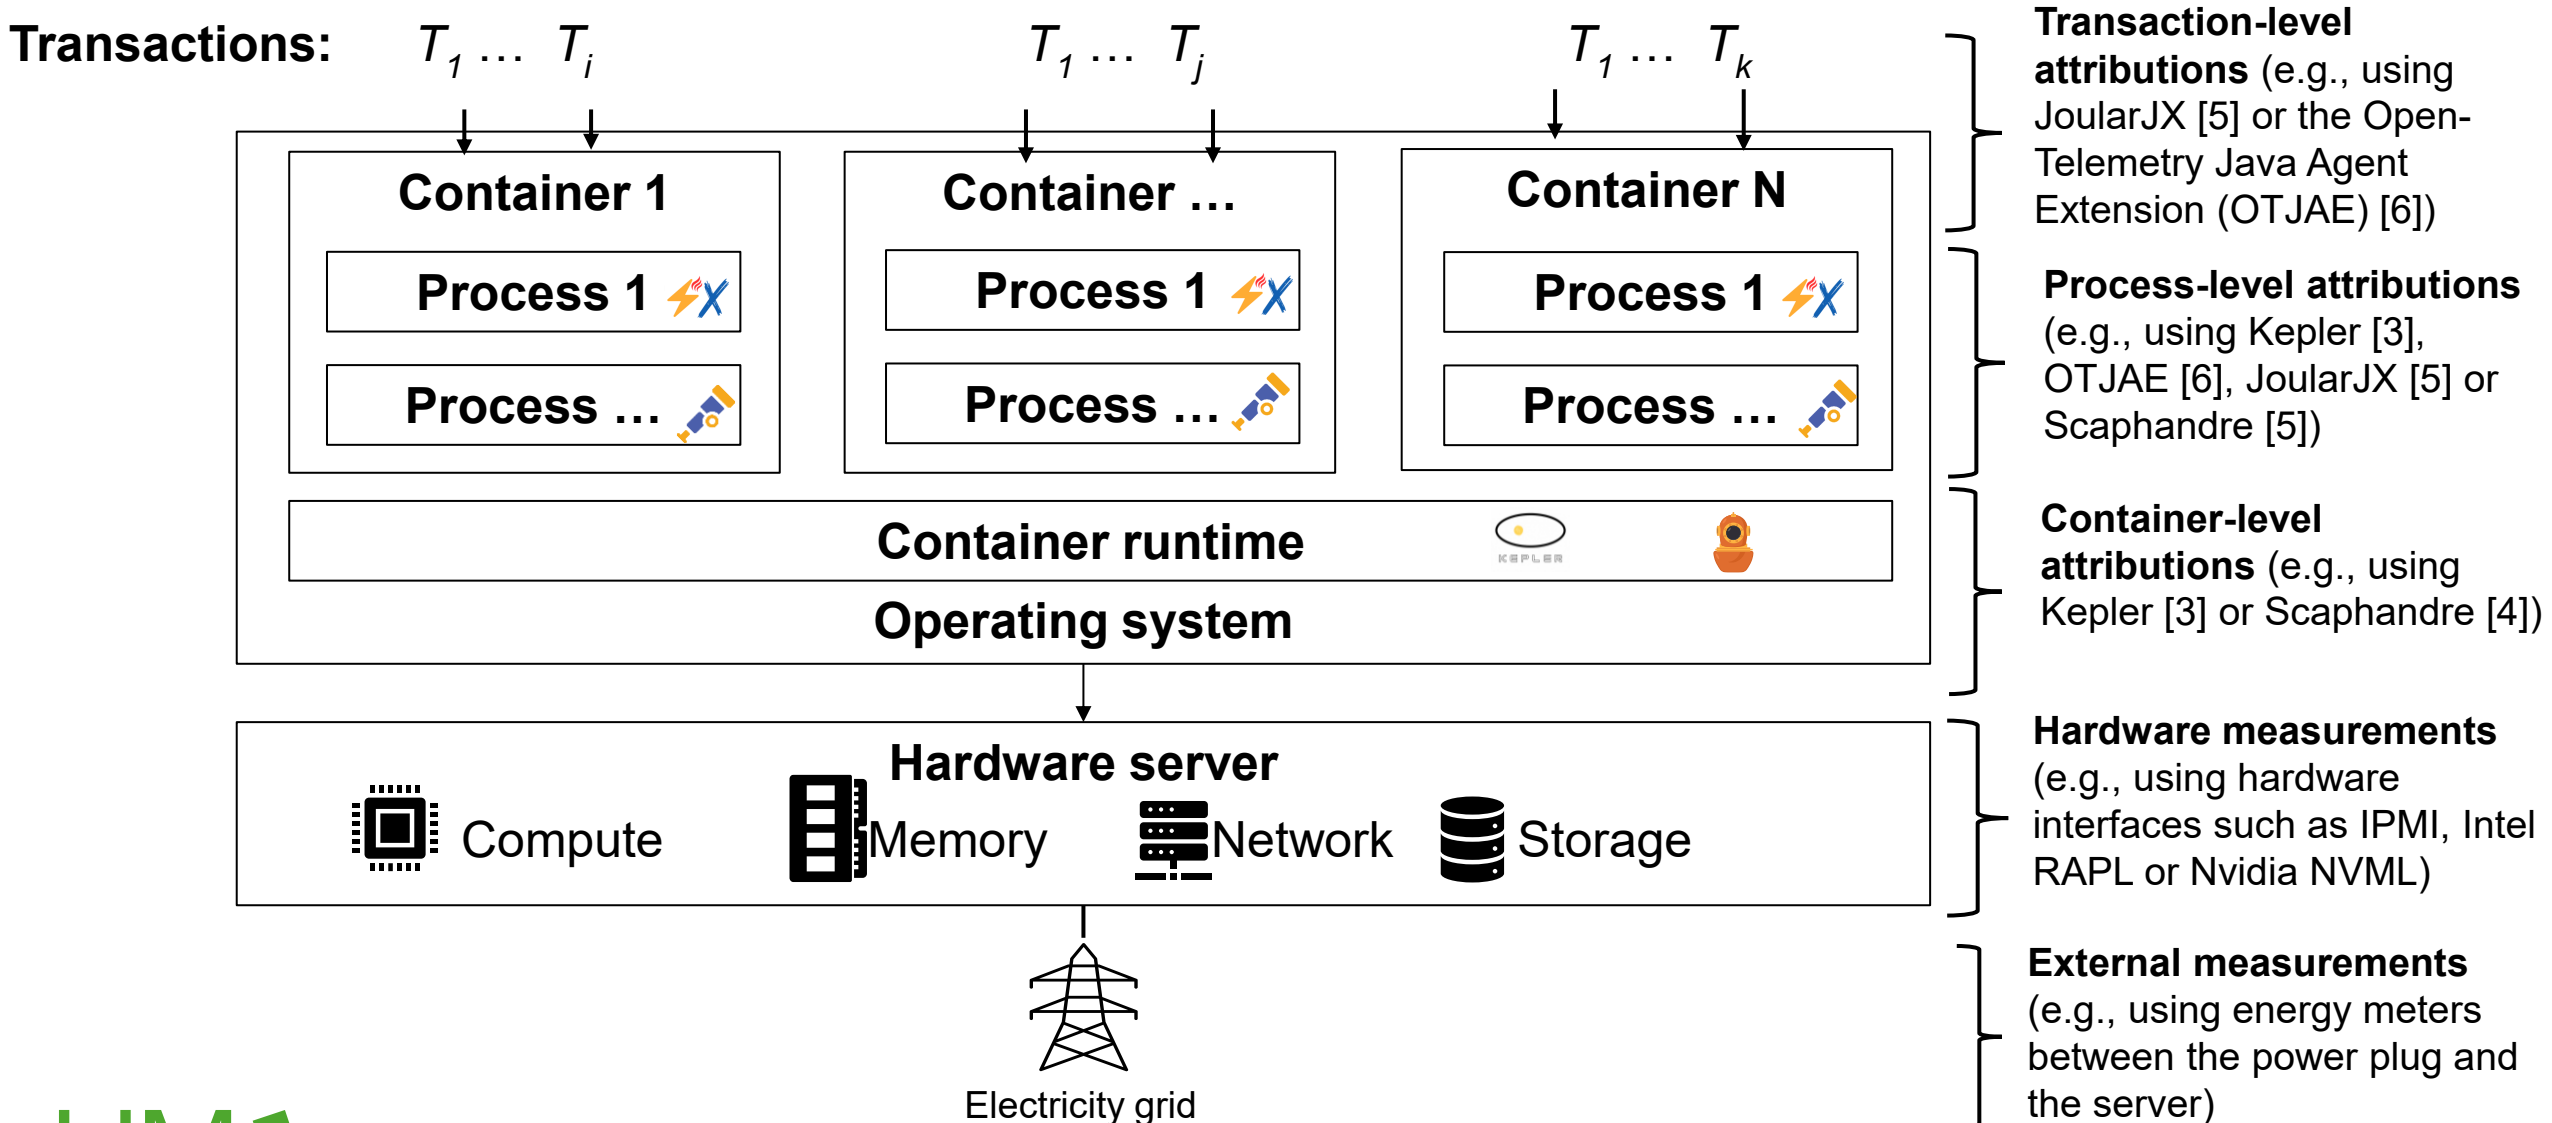 Transactions:
T1 … Ti
T1 … Tj
T1 … Tk
Container 1
Process 1
Process …
Container …
Process 1
Process …
Container N
Process 1
Process …
Container runtime
KEPLER
Operating system
Hardware server
Compute
Memory
Network
Storage
Electricity grid
Transaction-level
attributions (e.g., using
JoularJX [5] or the Open-
Telemetry Java Agent
Extension (OTJAE) [6])
Process-level attributions
(e.g., using Kepler [3],
OTJAE [6], JoularJX [5] or
Scaphandre [5])
Container-level
attributions (e.g., using
Kepler [3] or Scaphandre [4])
Hardware measurements
(e.g., using hardware
interfaces such as IPMI, Intel
RAPL or Nvidia NVML)
External measurements
(e.g., using energy meters
between the power plug and
the server)